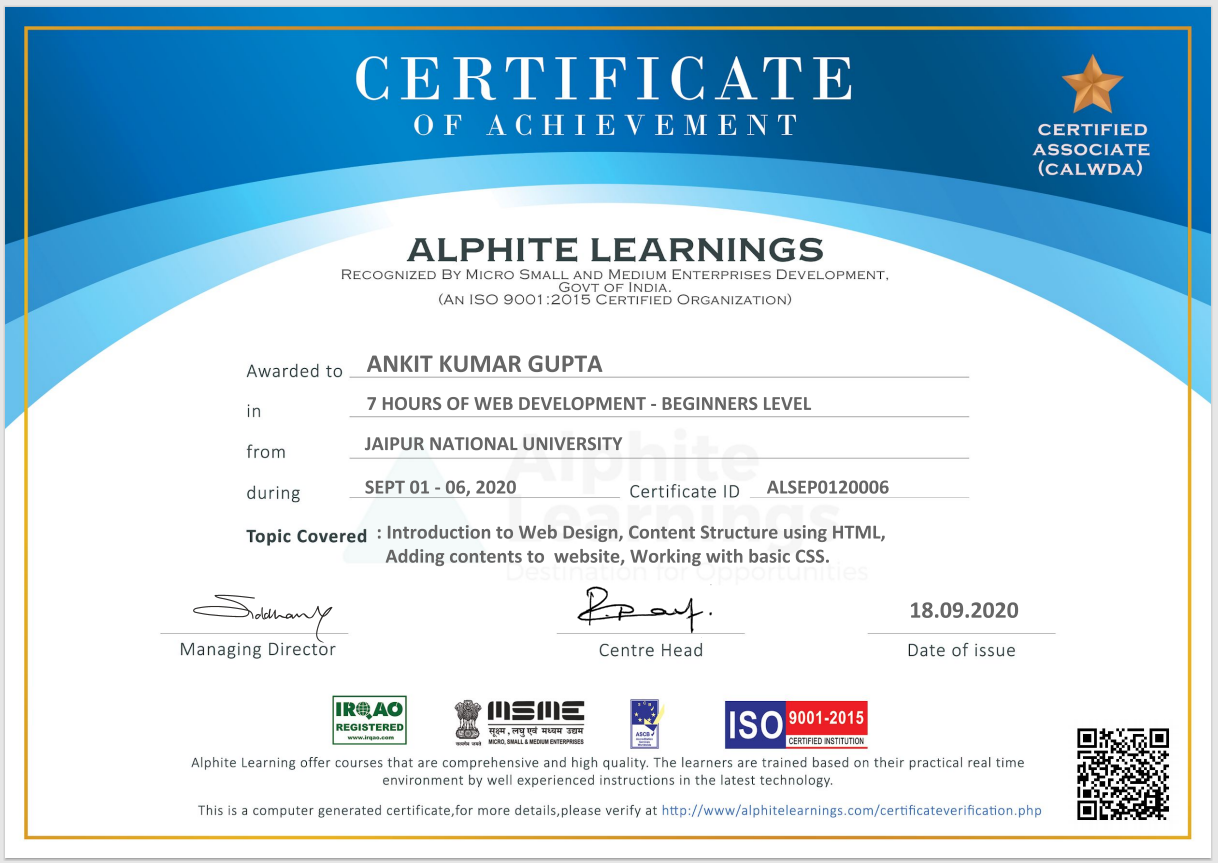 CERTIFICATE
OF ACHIEVEMENT
CERTIFIED
ASSOCIATE
(CALWDA)
ALPHITE LEARNINGS
RECOGNIZED BY MICRO SMALL AND MEDIUM ENTERPRISES DEVELOPMENT,
GOVT OF INDIA.
(AN ISO 9001:2015 CERTIFIED ORGANIZATION)
Awarded to ANKIT KUMAR GUPTA
in 7 HOURS OF WEB DEVELOPMENT - BEGINNERS LEVEL
from JAIPUR NATIONAL UNIVERSITY
during SEPT 01 - 06, 2020 Certificate ID ALSEP0120006
Alphite
Learnings
Destination for Opportunities
Topic Covered : Introduction to Web Design, Content Structure using HTML,
Adding contents to website, Working with basic CSS.
18.09.2020
Managing Director Centre Head Date of issue
IRQAO
REGISTERED
www.irqao.com
सत्यमेव जयते
MSME
सूक्ष्म, लघु एवं मध्यम उद्यम
MICRO, SMALL & MEDIUM ENTERPRISES
ASCB
ISO 9001-2015
CERTIFIED INSTITUTION
Alphite Learning offer courses that are comprehensive and high quality. The learners are trained based on their practical real time
environment by well experienced instructions in the latest technology.
This is a computer generated certificate,for more details,please verify at http://www/alphitelearnings.com/certificateverification.php